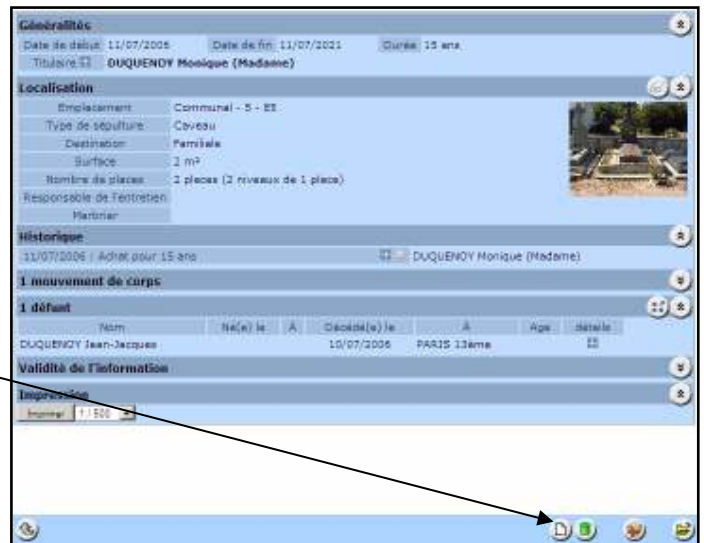 Généralités
Date de début 11/07/2006 Date de fin 11/07/2021 Durée 15 ans
Titulaire DUQUENOY Monique (Madame)
Localisation
Emplacement Communal - 5 - E5
Type de sépulture Caveau
Destination Familiale
Surface 2 m²
Nombre de places 2 places (2 niveaux de 1 place)
Responsable de l'entretien
Marbrier
Historique
11/07/2006 : Achat pour 15 ans DUQUENOY Monique (Madame)
1 mouvement de corps
1 défunt
Nom Né(e) le À Décédé(e) le À Age détails
DUQUENOY Jean-Jacques 10/07/2006 PARIS 13ème
Validité de l'information
Impression
Imprimer 1 / 500